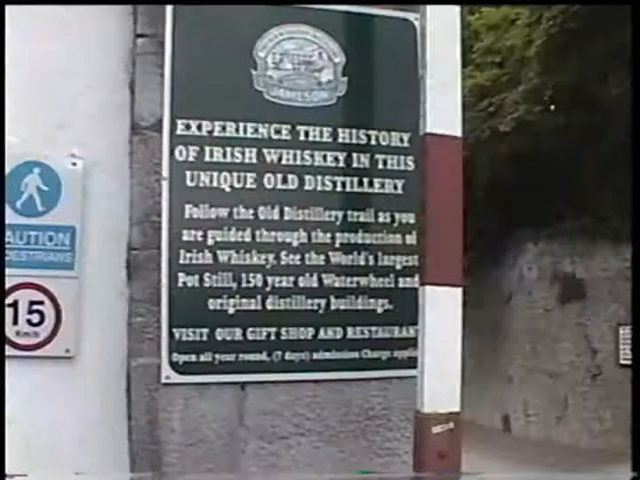 JAMESON
EXPERIENCE THE HISTORY
OF IRISH WHISKEY IN THIS
UNIQUE OLD DISTILLERY
Follow the Old Distillery trail as you
are guided through the production of
Irish Whiskey. See the World's largest
Pot Still, 150 year old Waterwheel and
original distillery buildings.
VISIT OUR GIFT SHOP AND RESTAURANT
Open all year round, (7 days) admission Charge
AUTION
DESTRIANS
15
Km/h